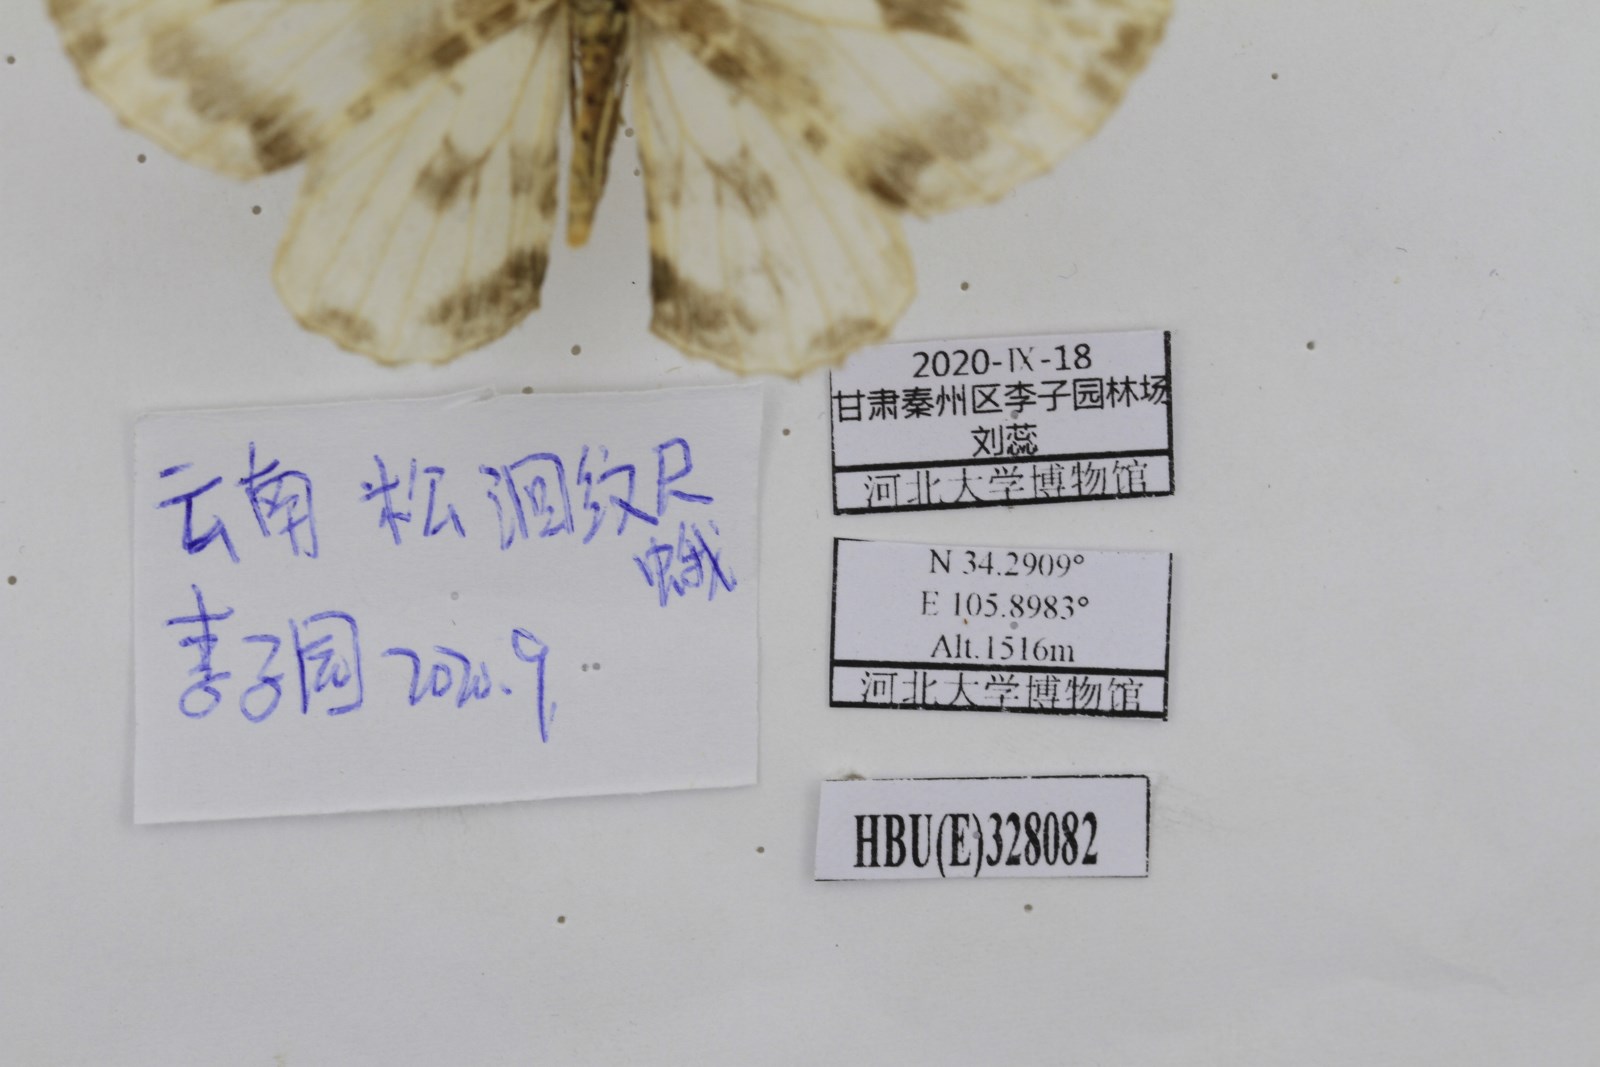 云南松洄纹尺
蛾
李子园 2020.9
2020-IX-18
甘肃秦州区李子园林场
刘蕊
河北大学博物馆
N 34.2909°
E 105.8983°
Alt.1516m
河北大学博物馆
HBU(E)328082